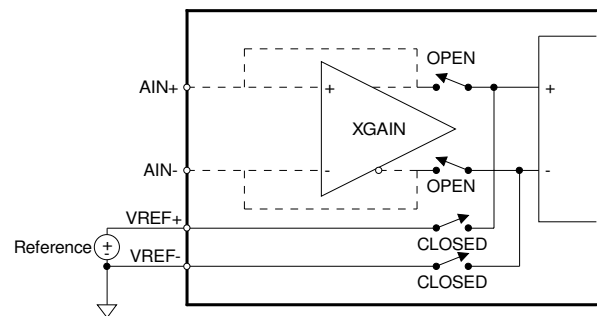 OPEN
AIN+
+
+
XGAIN
AIN-
-
-
OPEN
VREF+
CLOSED
Reference
+
-
VREF-
CLOSED